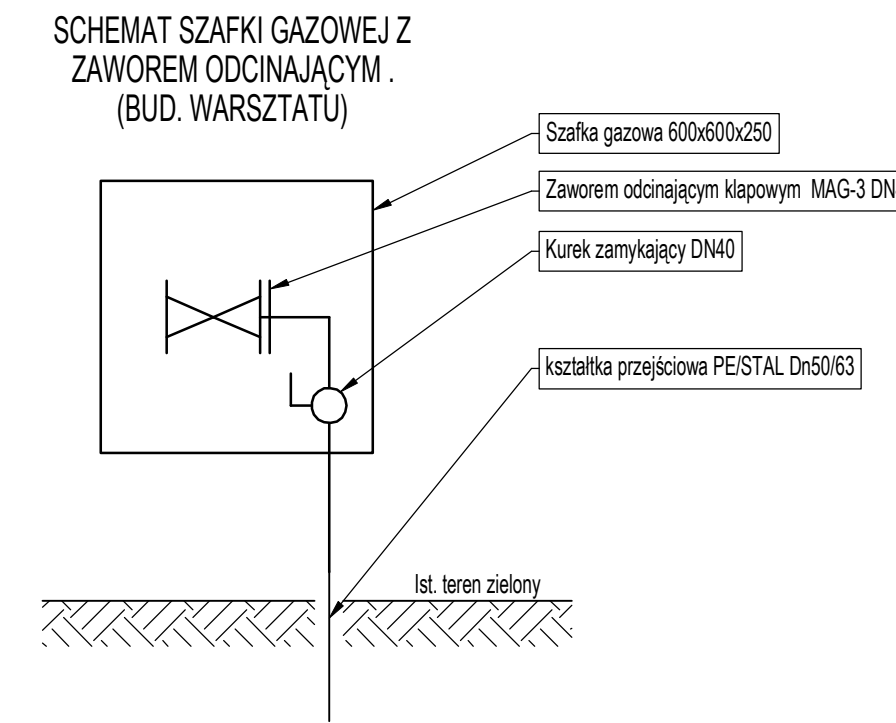 SCHEMAT SZAFKI GAZOWEJ Z
ZAWOREM ODCINAJĄCYM .
(BUD. WARSZTATU)
Szafka gazowa 600x600x250
Zaworem odcinającym klapowym MAG-3 DN
Kurek zamykający DN40
kształtka przejściowa PE/STAL Dn50/63
Ist. teren zielony